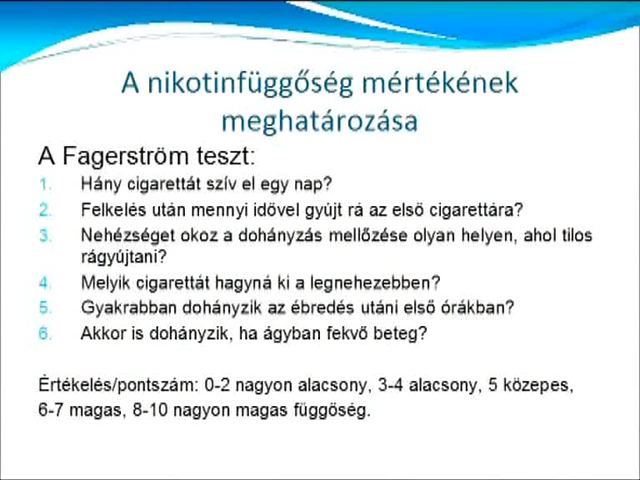 A nikotinfüggőség mértékének
meghatározása
A Fagerström teszt:
1. Hány cigarettát szív el egy nap?
2. Felkelés után mennyi idővel gyújt rá az első cigarettára?
3. Nehézséget okoz a dohányzás mellőzése olyan helyen, ahol tilos
rágyújtani?
4. Melyik cigarettát hagyná ki a legnehezebben?
5. Gyakrabban dohányzik az ébredés utáni első órákban?
6. Akkor is dohányzik, ha ágyban fekvő beteg?
Értékelés/pontszám: 0-2 nagyon alacsony, 3-4 alacsony, 5 közepes,
6-7 magas, 8-10 nagyon magas függőség.